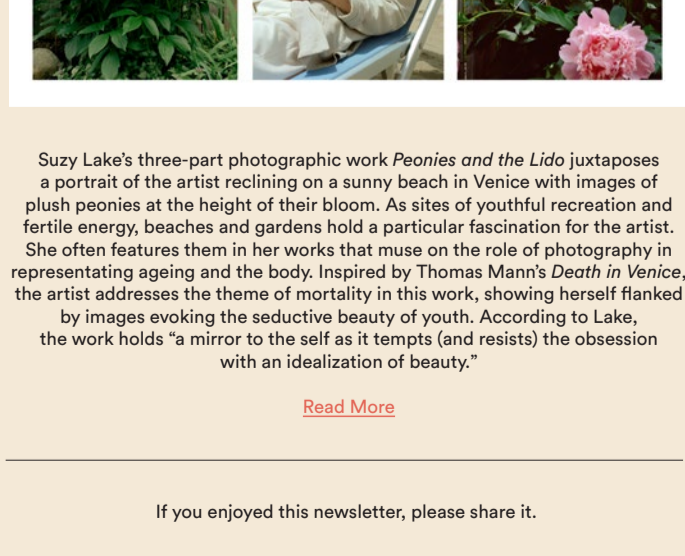 Suzy Lake’s three-part photographic work Peonies and the Lido juxtaposes
a portrait of the artist reclining on a sunny beach in Venice with images of
plush peonies at the height of their bloom. As sites of youthful recreation and
fertile energy, beaches and gardens hold a particular fascination for the artist.
She often features them in her works that muse on the role of photography in
representing ageing and the body. Inspired by Thomas Mann’s Death in Venice,
the artist addresses the theme of mortality in this work, showing herself flanked
by images evoking the seductive beauty of youth. According to Lake,
the work holds “a mirror to the self as it tempts (and resists) the obsession
with an idealization of beauty.”
Read More
If you enjoyed this newsletter, please share it.